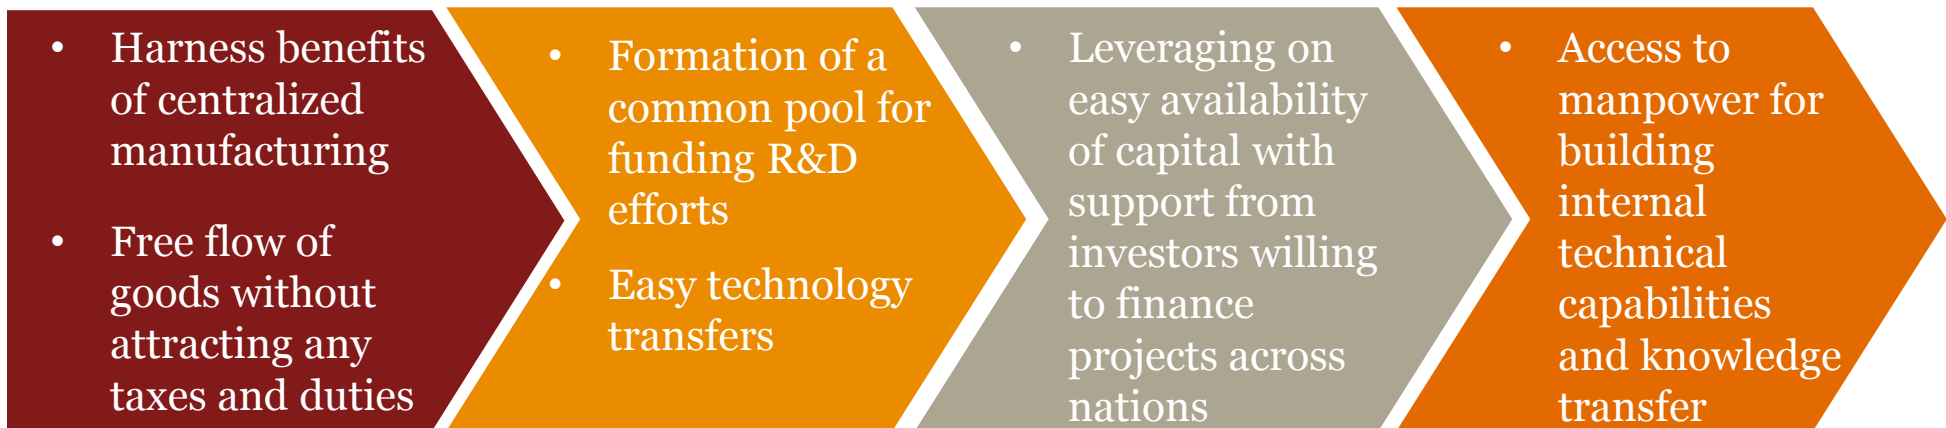 • Harness benefits
of centralized
manufacturing
• Free flow of
goods without
attracting any
taxes and duties
• Formation of a
common pool for
funding R&D
efforts
• Easy technology
transfers
• Leveraging on
easy availability
of capital with
support from
investors willing
to finance
projects across
nations
• Access to
manpower for
building
internal
technical
capabilities
and knowledge
transfer